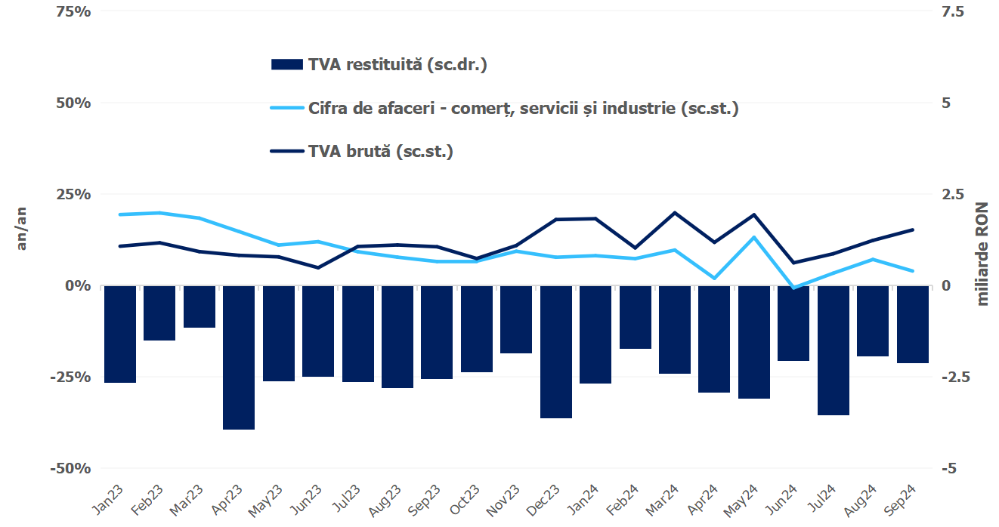 75%
50%
25%
0%
-25%
-50%
an/an
TVA restituită (sc.dr.)
Cifra de afaceri - comerț, servicii și industrie (sc.st.)
TVA brută (sc.st.)
7.5
5
2.5
0
-2.5
-5
miliarde RON
Jan23
Feb23
Mar23
Apr23
May23
Jun23
Jul23
Aug23
Sep23
Oct23
Nov23
Dec23
Jan24
Feb24
Mar24
Apr24
May24
Jun24
Jul24
Aug24
Sep24